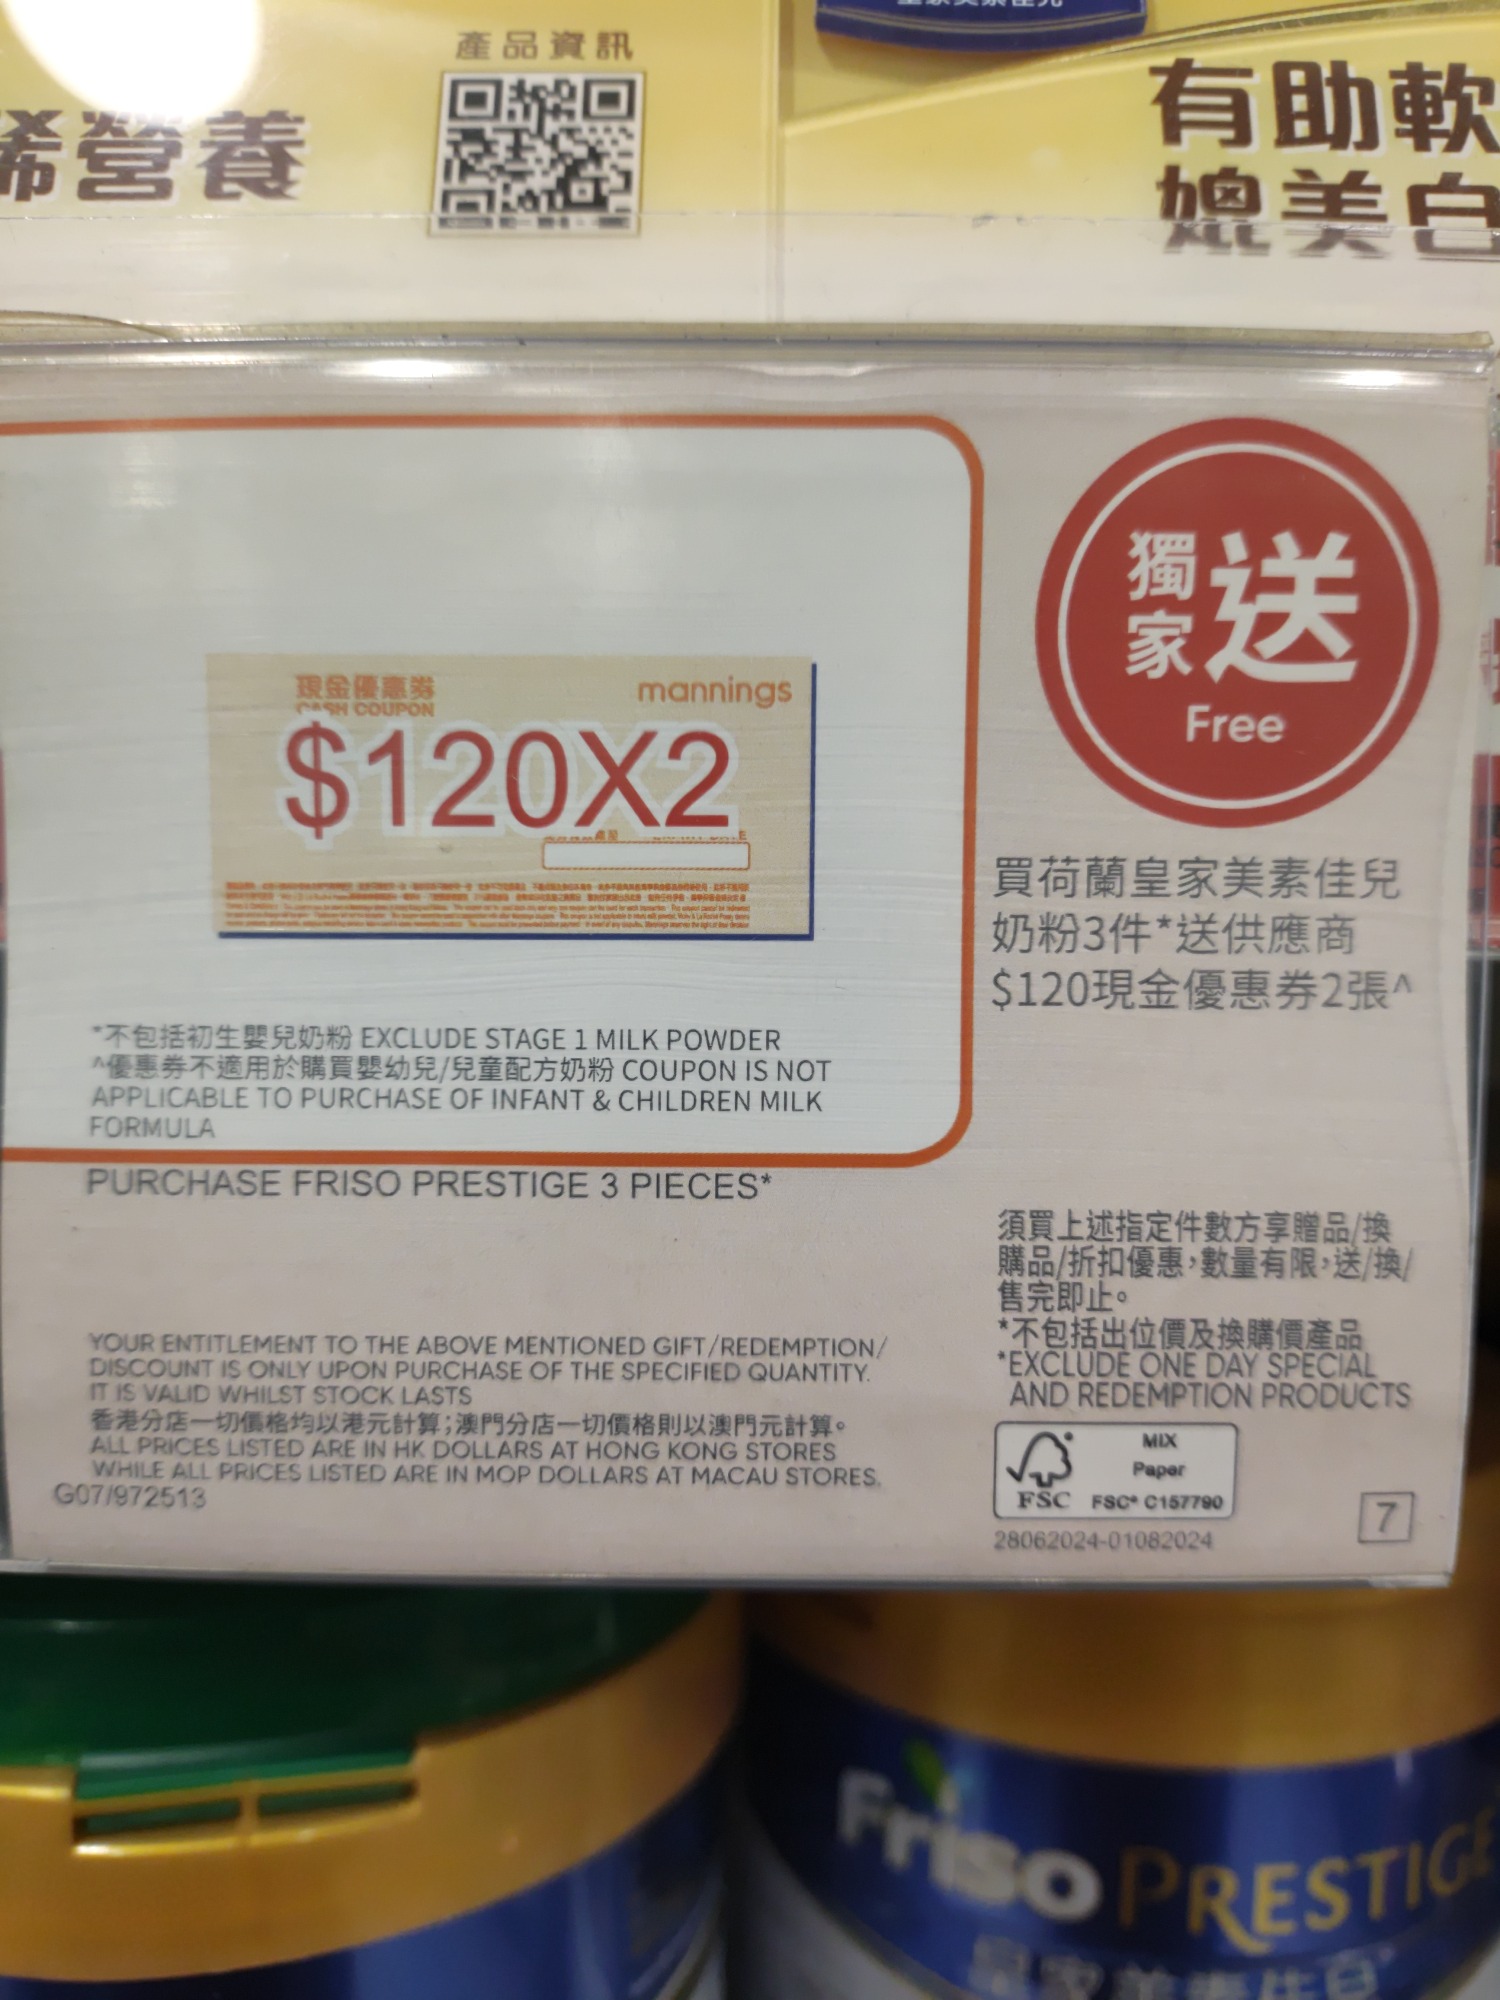 產品資訊
營養
有助軟
媲美白
現金優惠券
CASH COUPON
mannings
$120X2
獨家送
Free
買荷蘭皇家美素佳兒
奶粉3件*送供應商
$120現金優惠券2張^
*不包括初生嬰兒奶粉 EXCLUDE STAGE 1 MILK POWDER
^優惠券不適用於購買嬰幼兒/兒童配方奶粉 COUPON IS NOT
APPLICABLE TO PURCHASE OF INFANT & CHILDREN MILK
FORMULA
PURCHASE FRISO PRESTIGE 3 PIECES*
須買上述指定件數方享贈品/換
購品/折扣優惠，數量有限，送/換/
售完即止。
*不包括出位價及換購價產品
*EXCLUDE ONE DAY SPECIAL
AND REDEMPTION PRODUCTS
YOUR ENTITLEMENT TO THE ABOVE MENTIONED GIFT/REDEMPTION/
DISCOUNT IS ONLY UPON PURCHASE OF THE SPECIFIED QUANTITY.
IT IS VALID WHILST STOCK LASTS
香港分店一切價格均以港元計算；澳門分店一切價格則以澳門元計算。
ALL PRICES LISTED ARE IN HK DOLLARS AT HONG KONG STORES
WHILE ALL PRICES LISTED ARE IN MOP DOLLARS AT MACAU STORES.
G07/972513
MIX
Paper
FSC FSC® C157790
28062024-01082024
7
Friso PRESTIGE